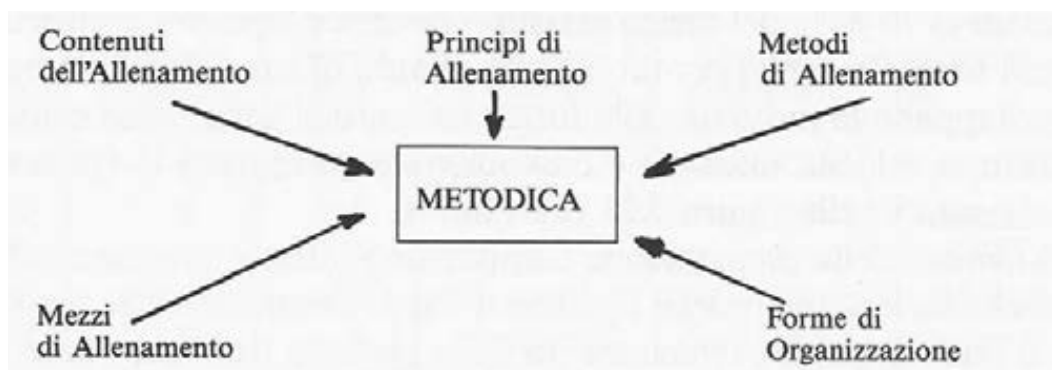 Contenuti
dell'Allenamento
Principi di
Allenamento
Metodi
di Allenamento
METODICA
Mezzi
di Allenamento
Forme di
Organizzazione